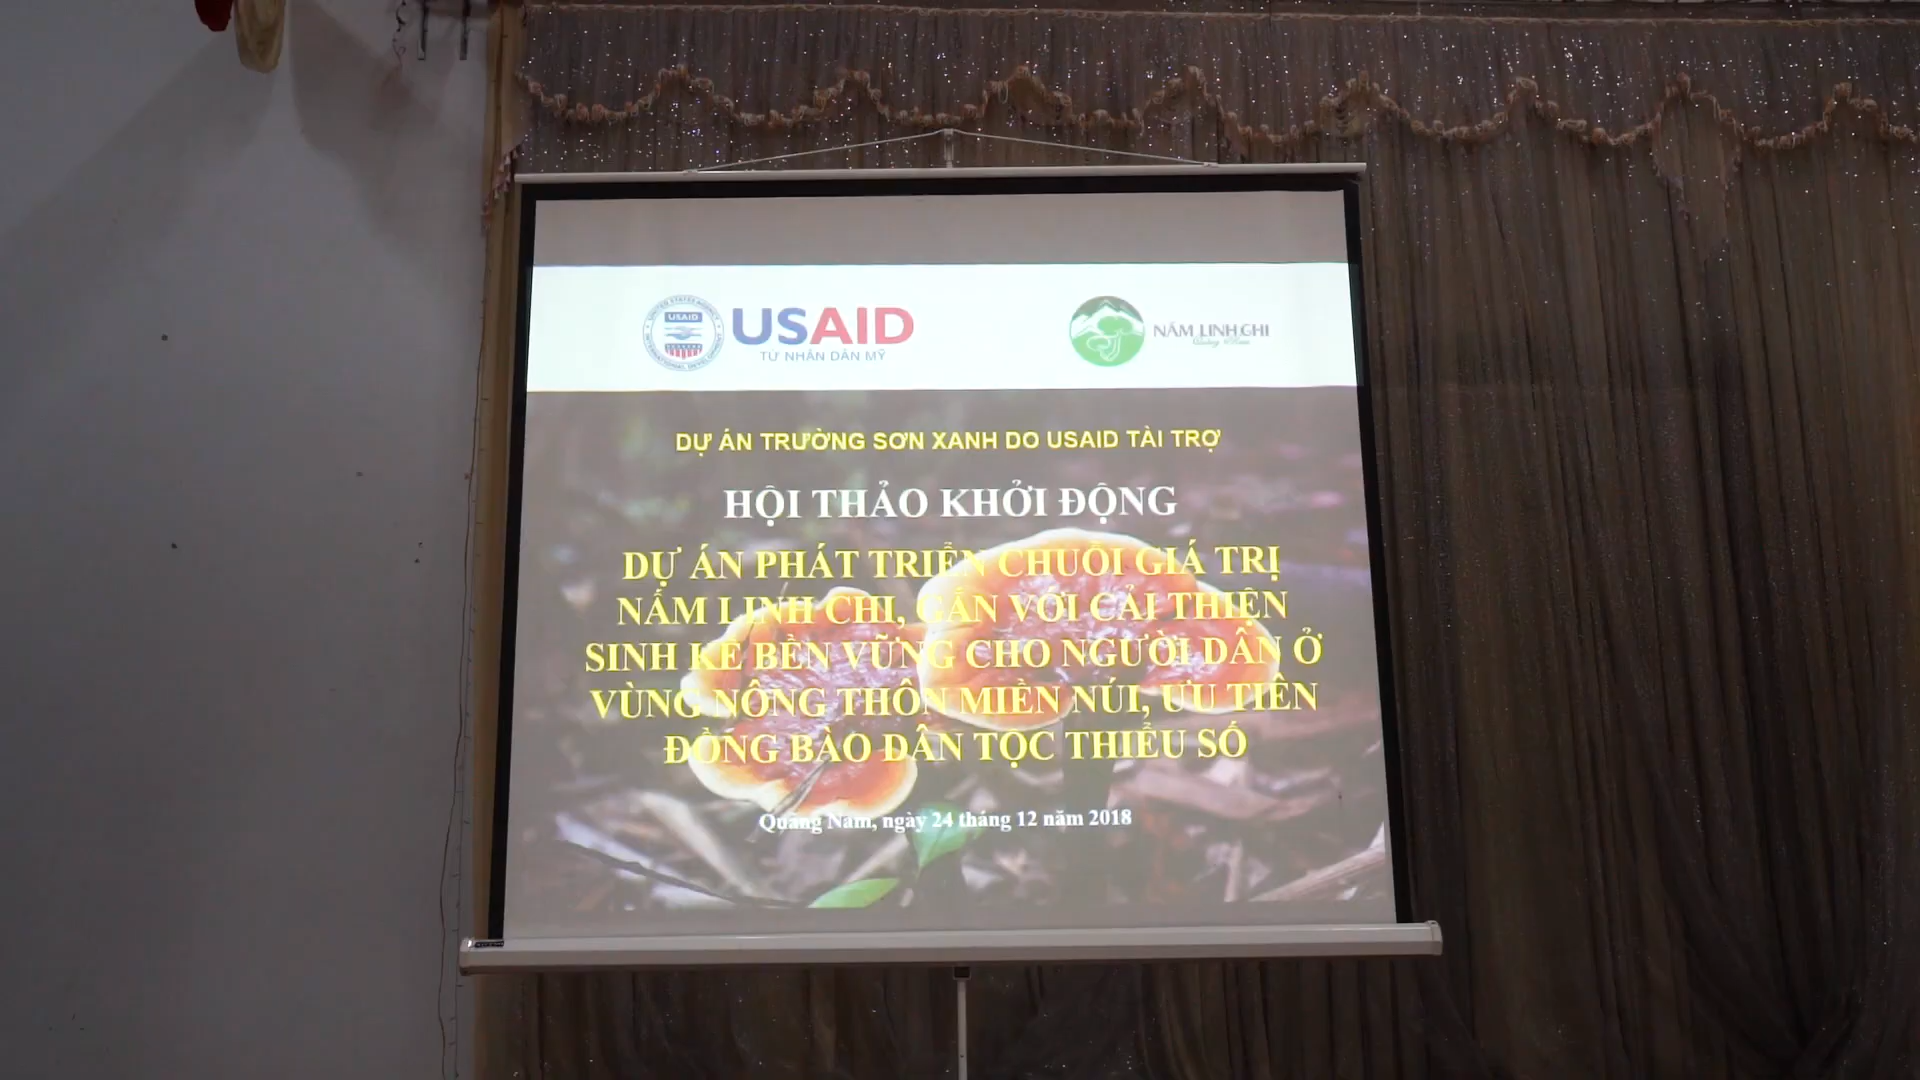 USAID
TỪ NHÂN DÂN MỸ
NẤM LINH CHI
DỰ ÁN TRƯỜNG SƠN XANH DO USAID TÀI TRỢ
HỘI THẢO KHỞI ĐỘNG
DỰ ÁN PHÁT TRIỂN CHUỖI GIÁ TRỊ
NẤM LINH CHI, GẮN VỚI CẢI THIỆN
SINH KẾ BỀN VỮNG CHO NGƯỜI DÂN Ở
VÙNG NÔNG THÔN MIỀN NÚI, ƯU TIÊN
ĐỒNG BÀO DÂN TỘC THIỂU SỐ
Quảng Nam, ngày 24 tháng 12 năm 2018